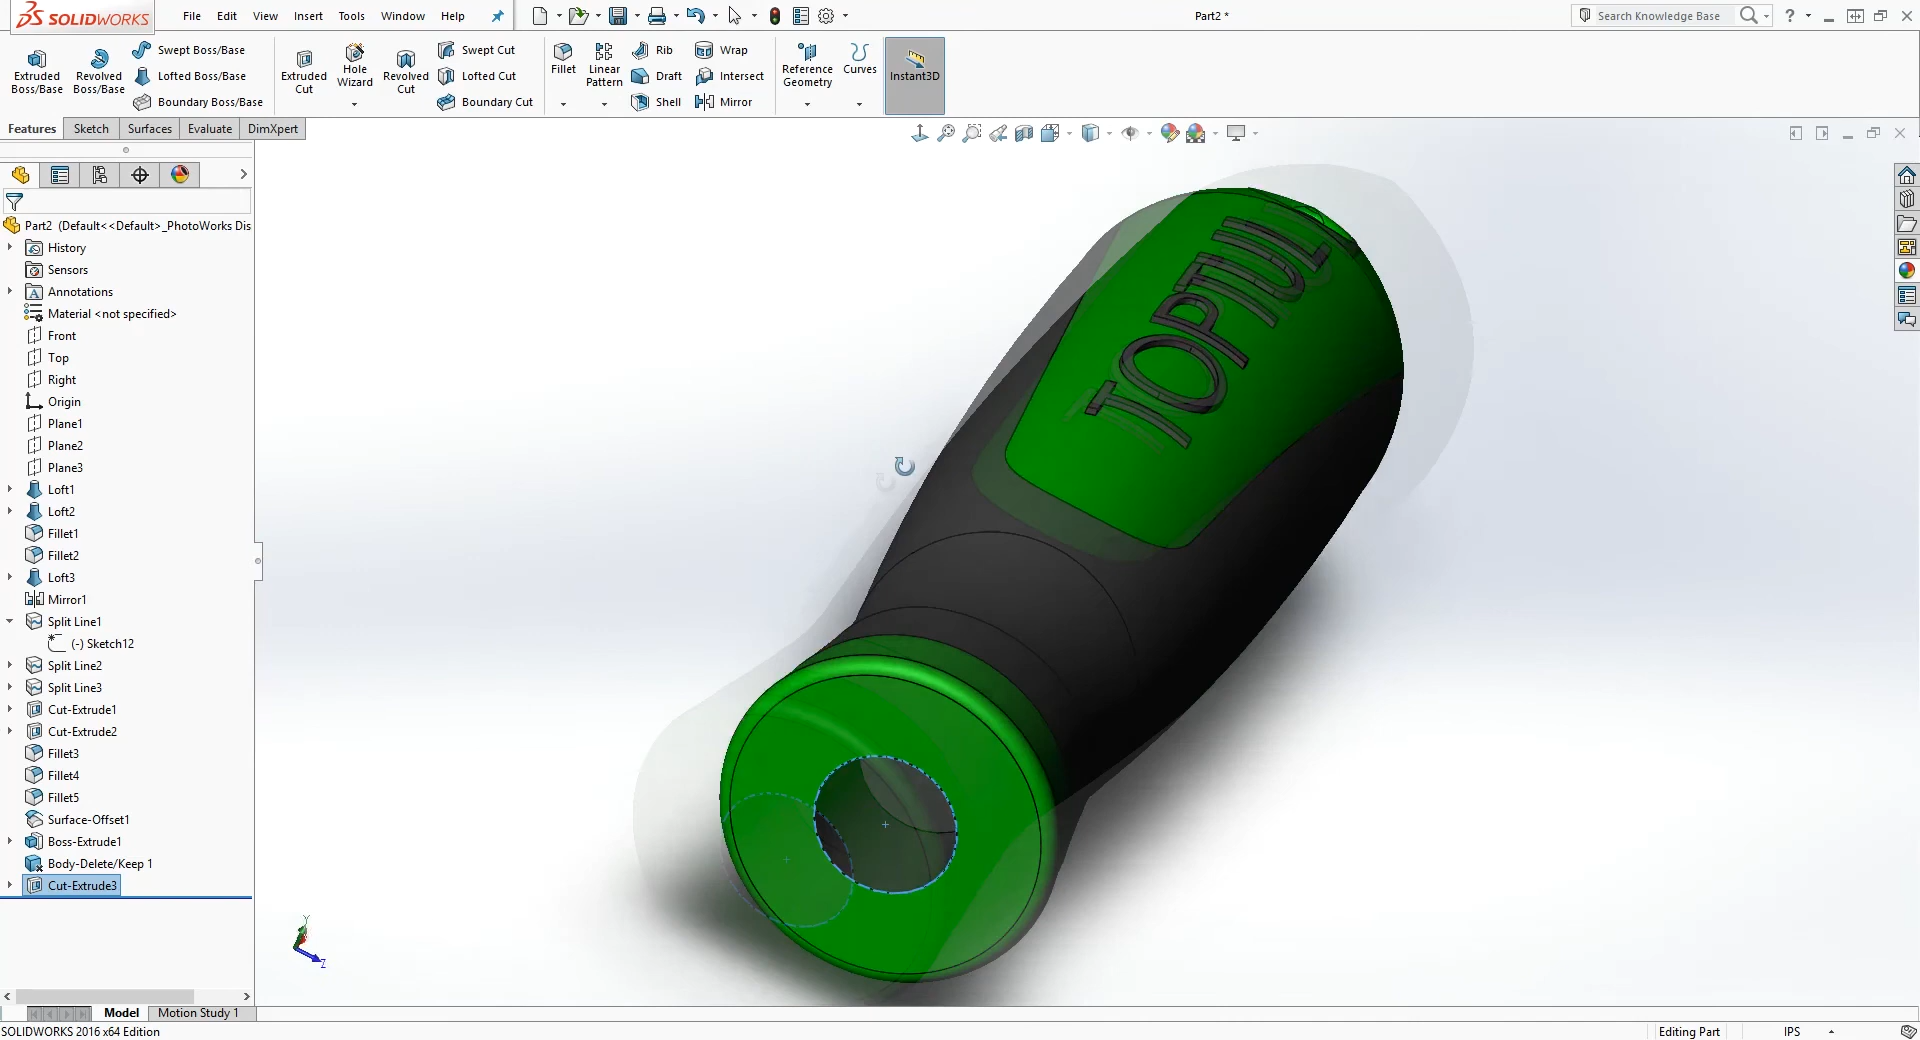 SOLIDWORKS File Edit View Insert Tools Window Help Part2 * Search Knowledge Base ?
Extruded Boss/Base
Revolved Boss/Base
Swept Boss/Base
Lofted Boss/Base
Boundary Boss/Base
Extruded Cut
Hole Wizard
Revolved Cut
Swept Cut
Lofted Cut
Boundary Cut
Fillet
Linear Pattern
Rib
Draft
Shell
Wrap
Intersect
Mirror
Reference Geometry
Curves
Instant3D
Features Sketch Surfaces Evaluate DimXpert
Part2 (Default<<Default>_PhotoWorks Dis
History
Sensors
Annotations
Material <not specified>
Front
Top
Right
Origin
Plane1
Plane2
Plane3
Loft1
Loft2
Fillet1
Fillet2
Loft3
Mirror1
Split Line1
(-) Sketch12
Split Line2
Split Line3
Cut-Extrude1
Cut-Extrude2
Fillet3
Fillet4
Fillet5
Surface-Offset1
Boss-Extrude1
Body-Delete/Keep 1
Cut-Extrude3
TOPTUL
Y
Z
Model Motion Study 1
SOLIDWORKS 2016 x64 Edition Editing Part IPS